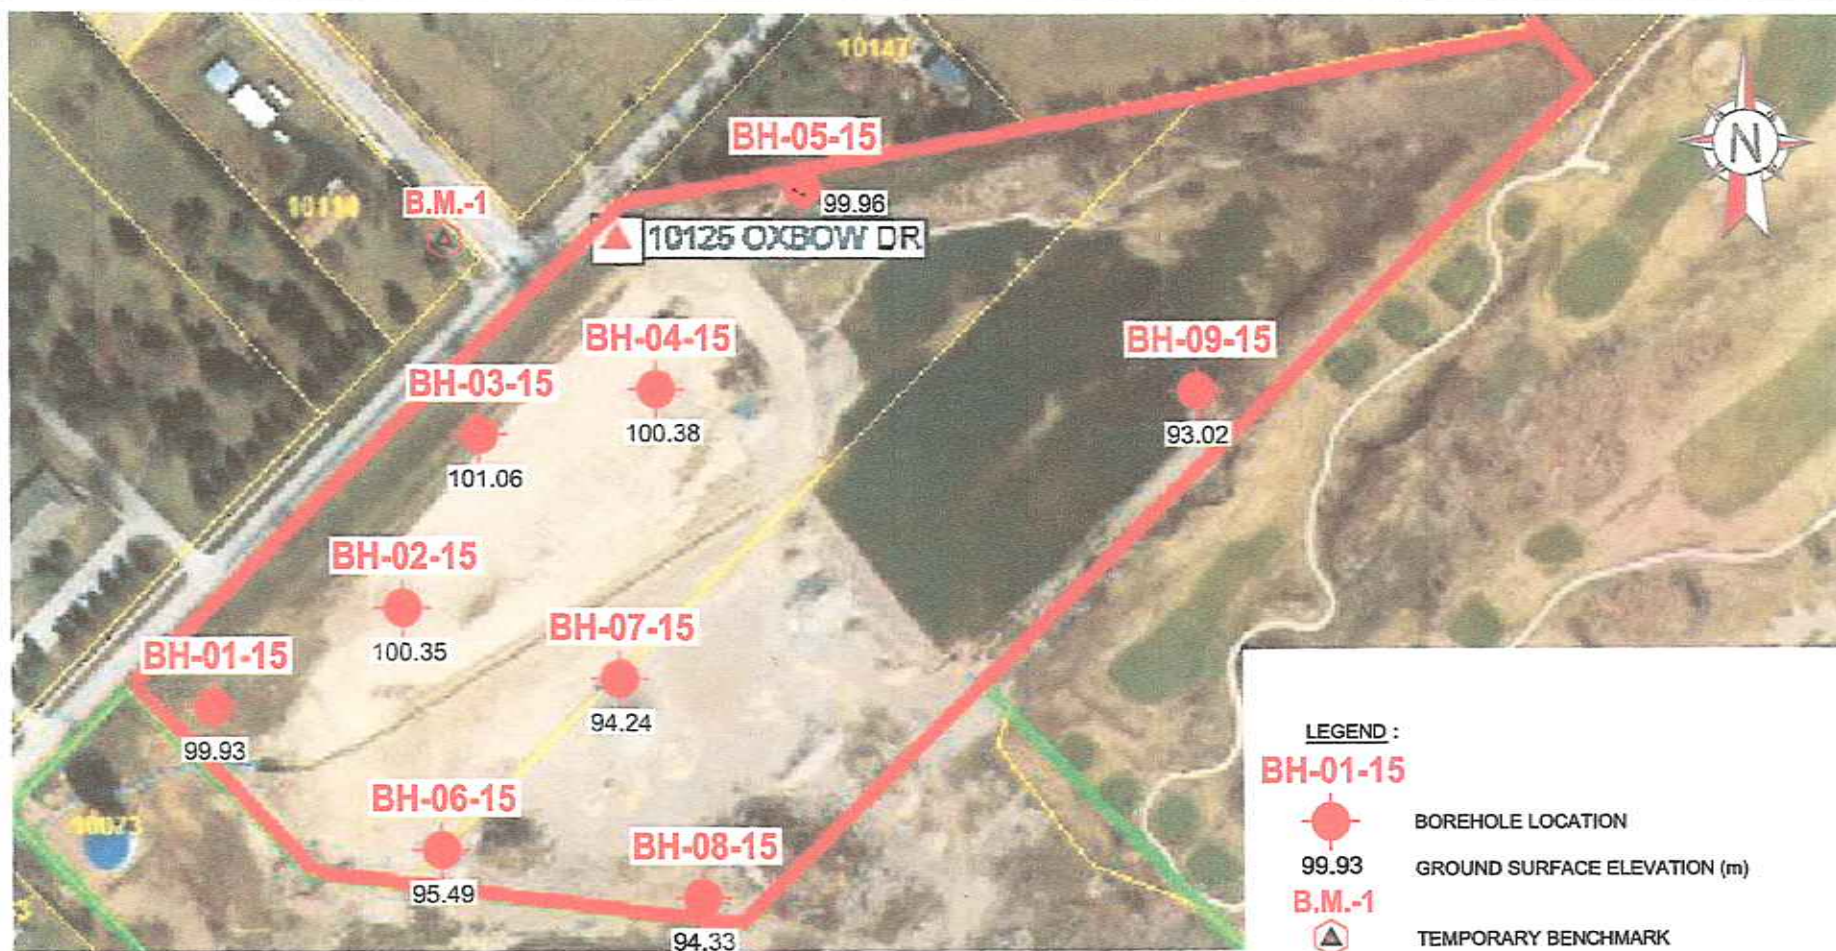 10147
BH-05-15
99.96
B.M.-1
N
10125 OXBOW DR
BH-04-15
100.38
BH-03-15
101.06
BH-09-15
93.02
BH-02-15
100.35
BH-07-15
94.24
BH-01-15
99.93
BH-06-15
95.49
BH-08-15
94.33
10073
LEGEND :
BH-01-15
BOREHOLE LOCATION
99.93
GROUND SURFACE ELEVATION (m)
B.M.-1
TEMPORARY BENCHMARK